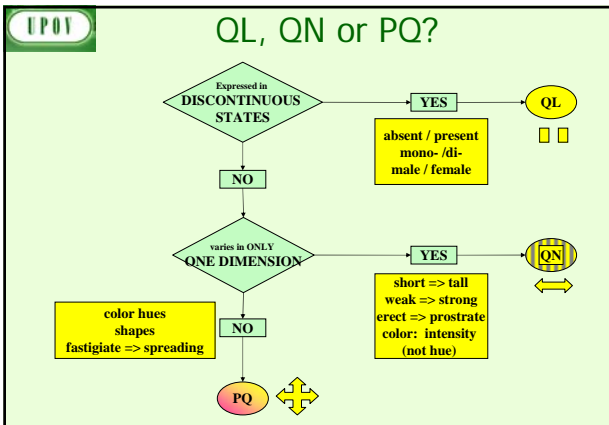 UPOV
QL, QN or PQ?
Expressed in
DISCONTINUOUS
STATES
YES
QL
absent / present
mono- /di-
male / female
NO
varies in ONLY
ONE DIMENSION
YES
QN
short => tall
weak => strong
erect => prostrate
color: intensity
(not hue)
color hues
shapes
fastigiate => spreading
NO
PQ